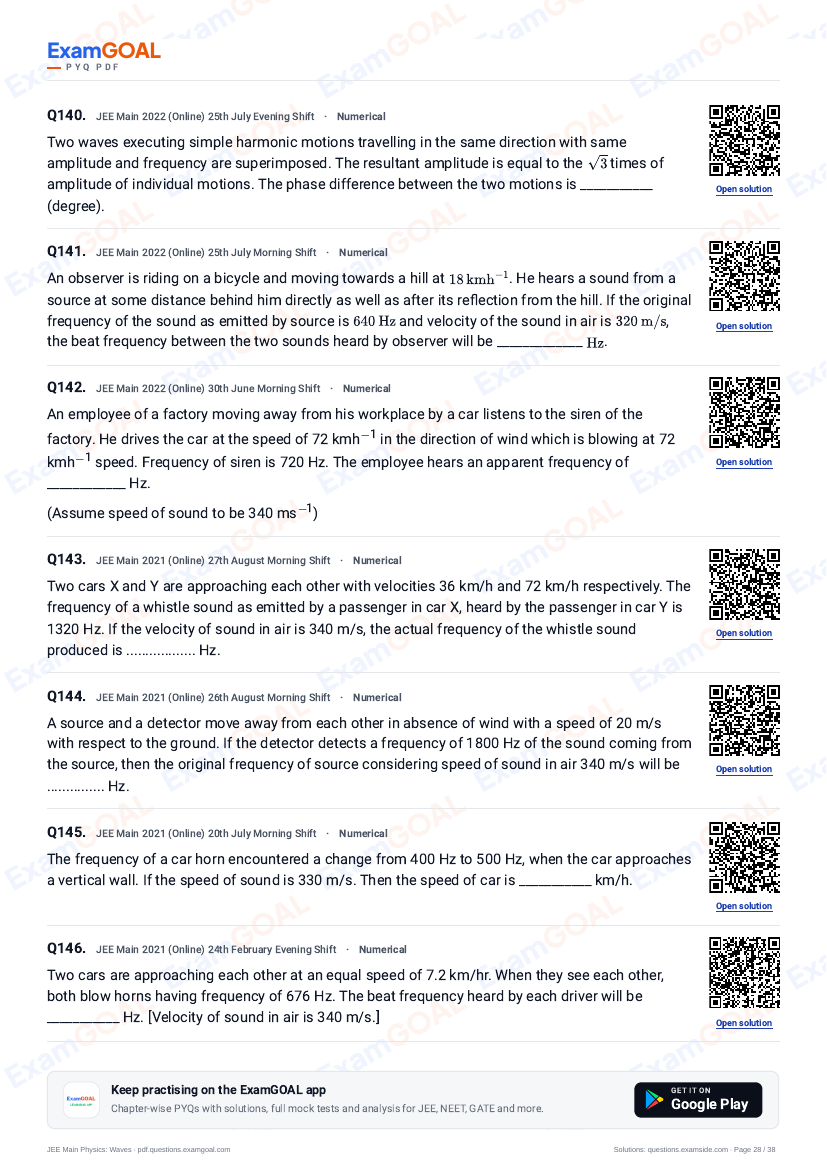 ExamGOAL
PYQ PDF
Q140. JEE Main 2022 (Online) 25th July Evening Shift · Numerical
Two waves executing simple harmonic motions travelling in the same direction with same
amplitude and frequency are superimposed. The resultant amplitude is equal to the √3 times of
amplitude of individual motions. The phase difference between the two motions is ___________
(degree).
Open solution
Q141. JEE Main 2022 (Online) 25th July Morning Shift · Numerical
An observer is riding on a bicycle and moving towards a hill at 18 kmh⁻¹. He hears a sound from a
source at some distance behind him directly as well as after its reflection from the hill. If the original
frequency of the sound as emitted by source is 640 Hz and velocity of the sound in air is 320 m/s,
the beat frequency between the two sounds heard by observer will be _____________ Hz.
Open solution
Q142. JEE Main 2022 (Online) 30th June Morning Shift · Numerical
An employee of a factory moving away from his workplace by a car listens to the siren of the
factory. He drives the car at the speed of 72 kmh⁻¹ in the direction of wind which is blowing at 72
kmh⁻¹ speed. Frequency of siren is 720 Hz. The employee hears an apparent frequency of
____________ Hz.
(Assume speed of sound to be 340 ms⁻¹)
Open solution
Q143. JEE Main 2021 (Online) 27th August Morning Shift · Numerical
Two cars X and Y are approaching each other with velocities 36 km/h and 72 km/h respectively. The
frequency of a whistle sound as emitted by a passenger in car X, heard by the passenger in car Y is
1320 Hz. If the velocity of sound in air is 340 m/s, the actual frequency of the whistle sound
produced is .................. Hz.
Open solution
Q144. JEE Main 2021 (Online) 26th August Morning Shift · Numerical
A source and a detector move away from each other in absence of wind with a speed of 20 m/s
with respect to the ground. If the detector detects a frequency of 1800 Hz of the sound coming from
the source, then the original frequency of source considering speed of sound in air 340 m/s will be
............... Hz.
Open solution
Q145. JEE Main 2021 (Online) 20th July Morning Shift · Numerical
The frequency of a car horn encountered a change from 400 Hz to 500 Hz, when the car approaches
a vertical wall. If the speed of sound is 330 m/s. Then the speed of car is ___________ km/h.
Open solution
Q146. JEE Main 2021 (Online) 24th February Evening Shift · Numerical
Two cars are approaching each other at an equal speed of 7.2 km/hr. When they see each other,
both blow horns having frequency of 676 Hz. The beat frequency heard by each driver will be
___________ Hz. [Velocity of sound in air is 340 m/s.]
Open solution
Keep practising on the ExamGOAL app
Chapter-wise PYQs with solutions, full mock tests and analysis for JEE, NEET, GATE and more.
GET IT ON
Google Play
JEE Main Physics: Waves · pdf.questions.examgoal.com
Solutions: questions.examside.com · Page 28 / 38